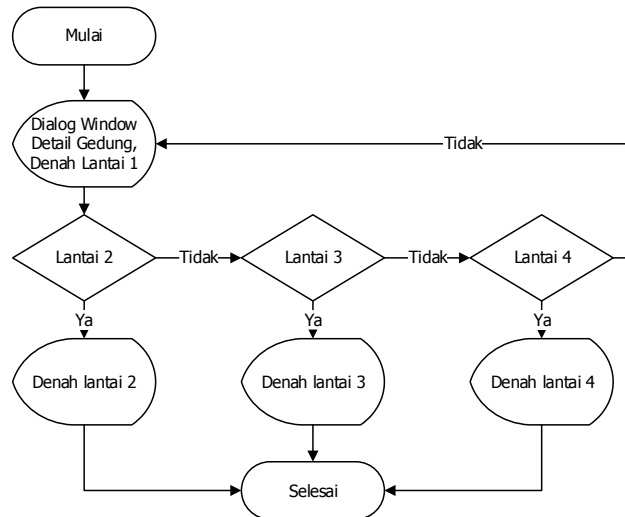 Mulai
Dialog Window
Detail Gedung,
Denah Lantai 1
Tidak
Lantai 2
Tidak
Lantai 3
Tidak
Lantai 4
Ya
Ya
Ya
Denah lantai 2
Denah lantai 3
Denah lantai 4
Selesai